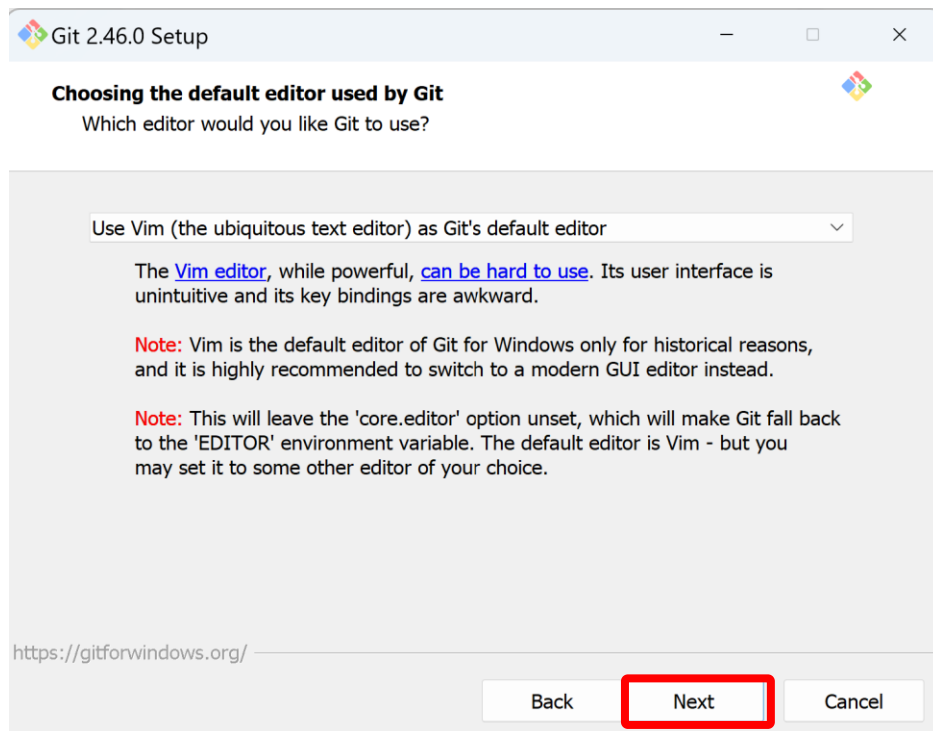 Git 2.46.0 Setup
Choosing the default editor used by Git
Which editor would you like Git to use?
Use Vim (the ubiquitous text editor) as Git's default editor
The Vim editor, while powerful, can be hard to use. Its user interface is
unintuitive and its key bindings are awkward.
Note: Vim is the default editor of Git for Windows only for historical reasons,
and it is highly recommended to switch to a modern GUI editor instead.
Note: This will leave the 'core.editor' option unset, which will make Git fall back
to the 'EDITOR' environment variable. The default editor is Vim - but you
may set it to some other editor of your choice.
https://gitforwindows.org/
Back Next Cancel